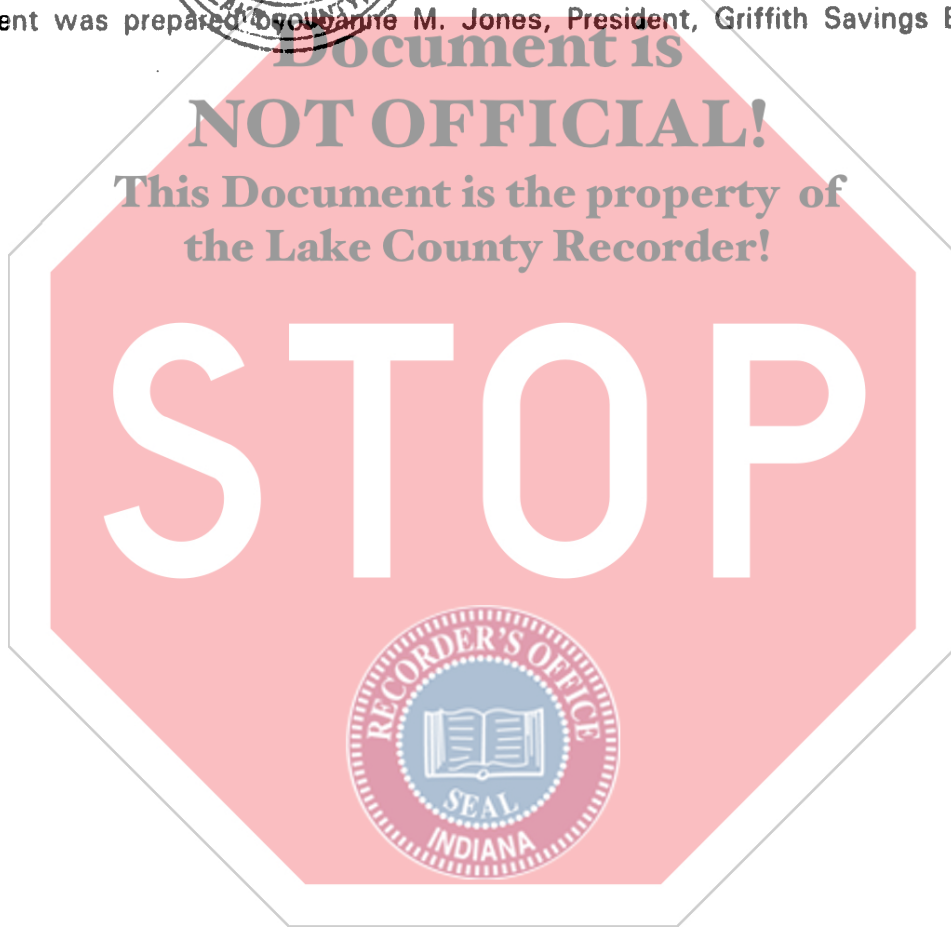 ent was prepared by Joanne M. Jones, President, Griffith Savings B
Document is
NOT OFFICIAL!
This Document is the property of
the Lake County Recorder!
STOP
RECORDER'S OFFICE
SEAL
INDIANA